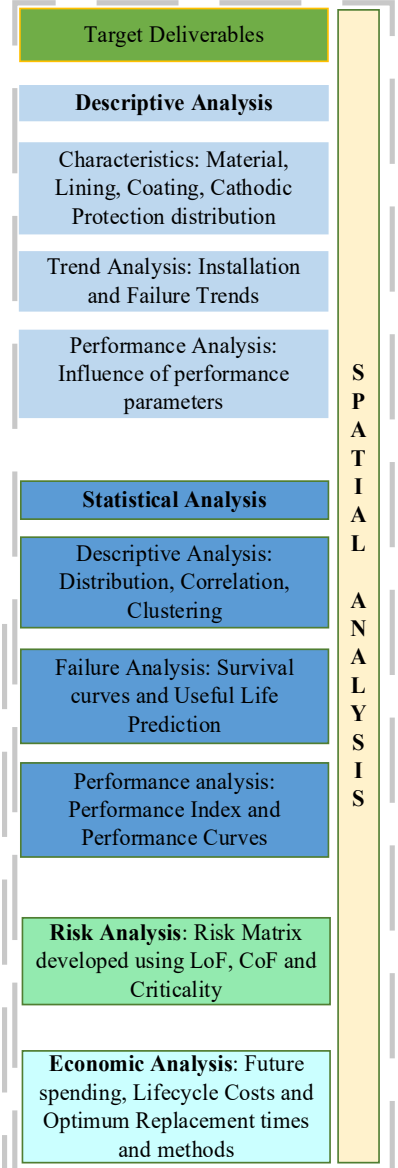 Target Deliverables
Descriptive Analysis
Characteristics: Material,
Lining, Coating, Cathodic
Protection distribution
Trend Analysis: Installation
and Failure Trends
Performance Analysis:
Influence of performance
parameters
Statistical Analysis
Descriptive Analysis:
Distribution, Correlation,
Clustering
Failure Analysis: Survival
curves and Useful Life
Prediction
Performance analysis:
Performance Index and
Performance Curves
Risk Analysis: Risk Matrix
developed using LoF, CoF and
Criticality
Economic Analysis: Future
spending, Lifecycle Costs and
Optimum Replacement times
and methods
SPATIAL ANALYSIS